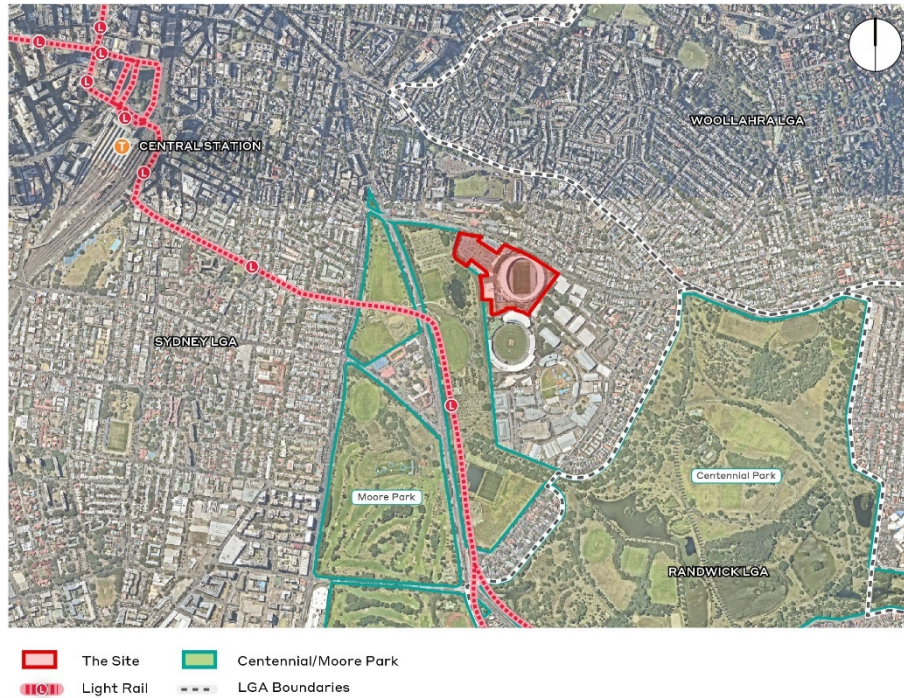 WOOLLAHRA LGA
L
L
L
L
T CENTRAL STATION
L
L
SYDNEY LGA
L
Centennial Park
Moore Park
RANDWICK LGA
The Site
Centennial/Moore Park
L Light Rail
LGA Boundaries